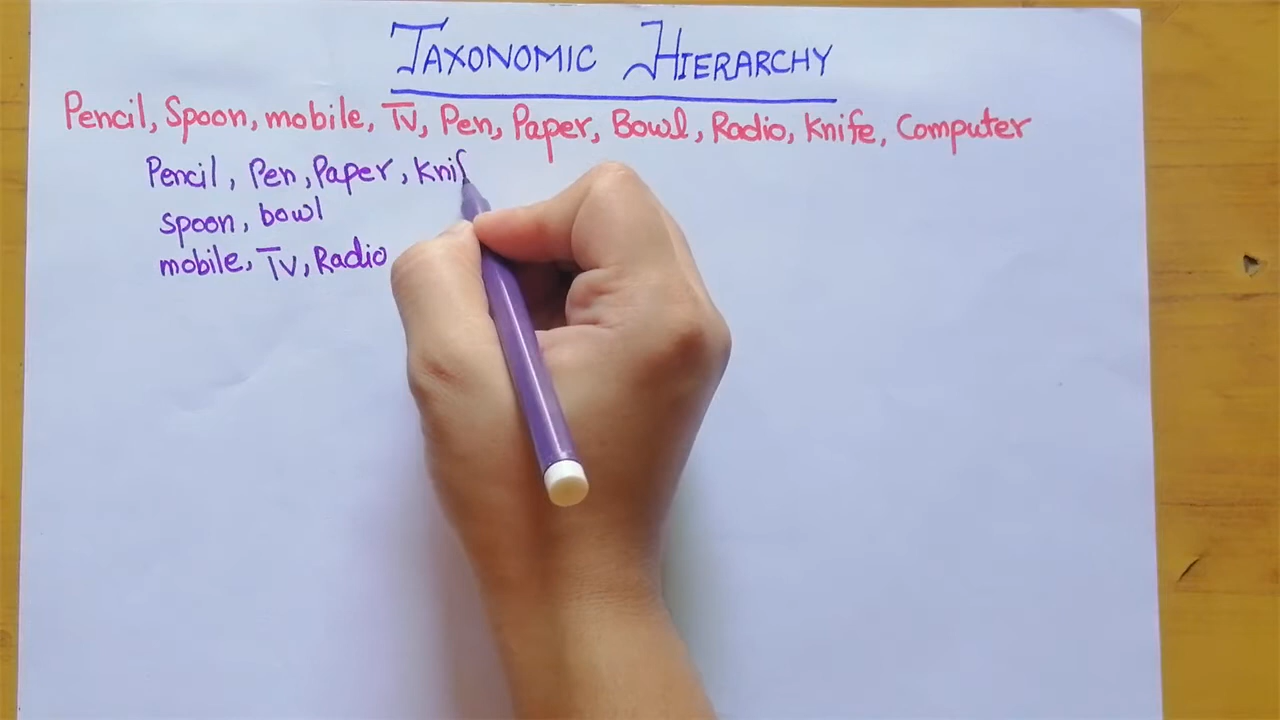 TAXONOMIC HIERARCHY
Pencil, Spoon, mobile, TV, Pen, Paper, Bowl, Radio, Knife, Computer
Pencil, Pen, Paper, Knif
Spoon, bowl
mobile, TV, Radio